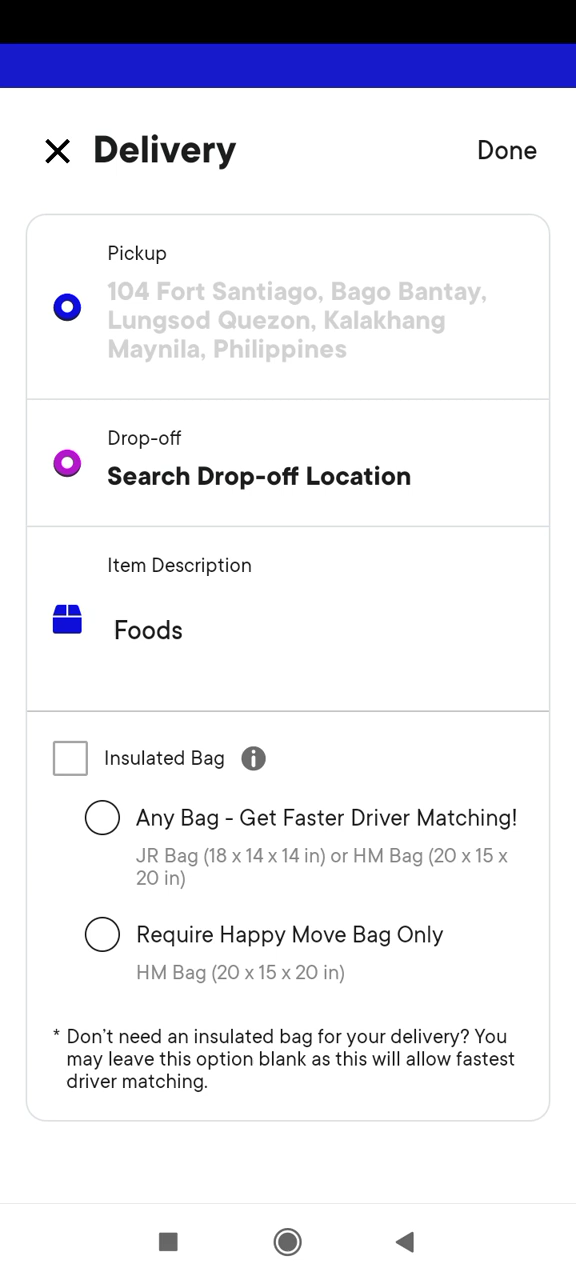 Delivery
Done
Pickup
104 Fort Santiago, Bago Bantay,
Lungsod Quezon, Kalakhang
Maynila, Philippines
Drop-off
Search Drop-off Location
Item Description
Foods
Insulated Bag
Any Bag - Get Faster Driver Matching!
JR Bag (18 x 14 x 14 in) or HM Bag (20 x 15 x
20 in)
Require Happy Move Bag Only
HM Bag (20 x 15 x 20 in)
* Don't need an insulated bag for your delivery? You
may leave this option blank as this will allow fastest
driver matching.